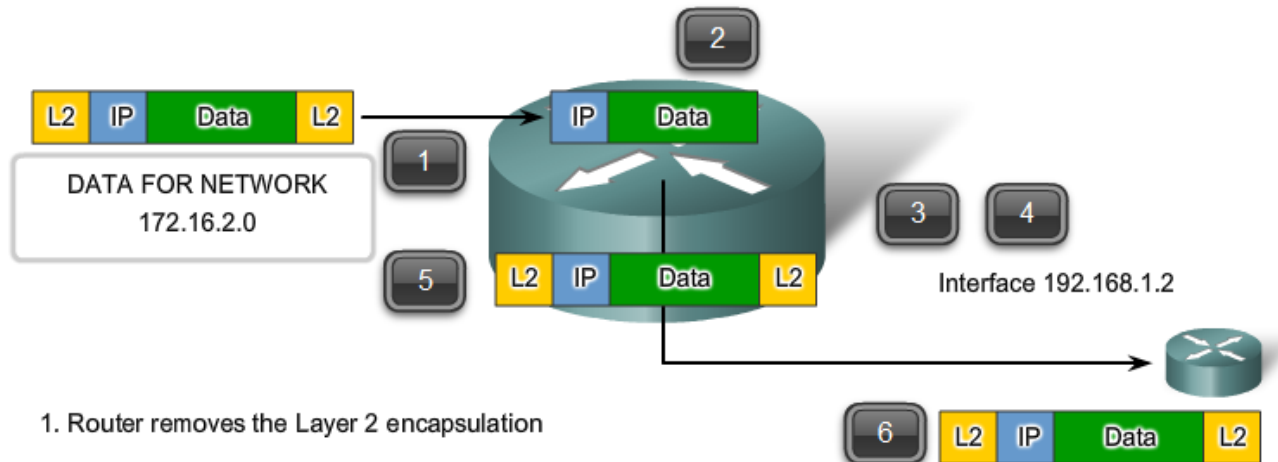 2
L2 IP Data L2
IP Data
1
DATA FOR NETWORK
172.16.2.0
3 4
5
L2 IP Data L2
Interface 192.168.1.2
1. Router removes the Layer 2 encapsulation
6
L2 IP Data L2